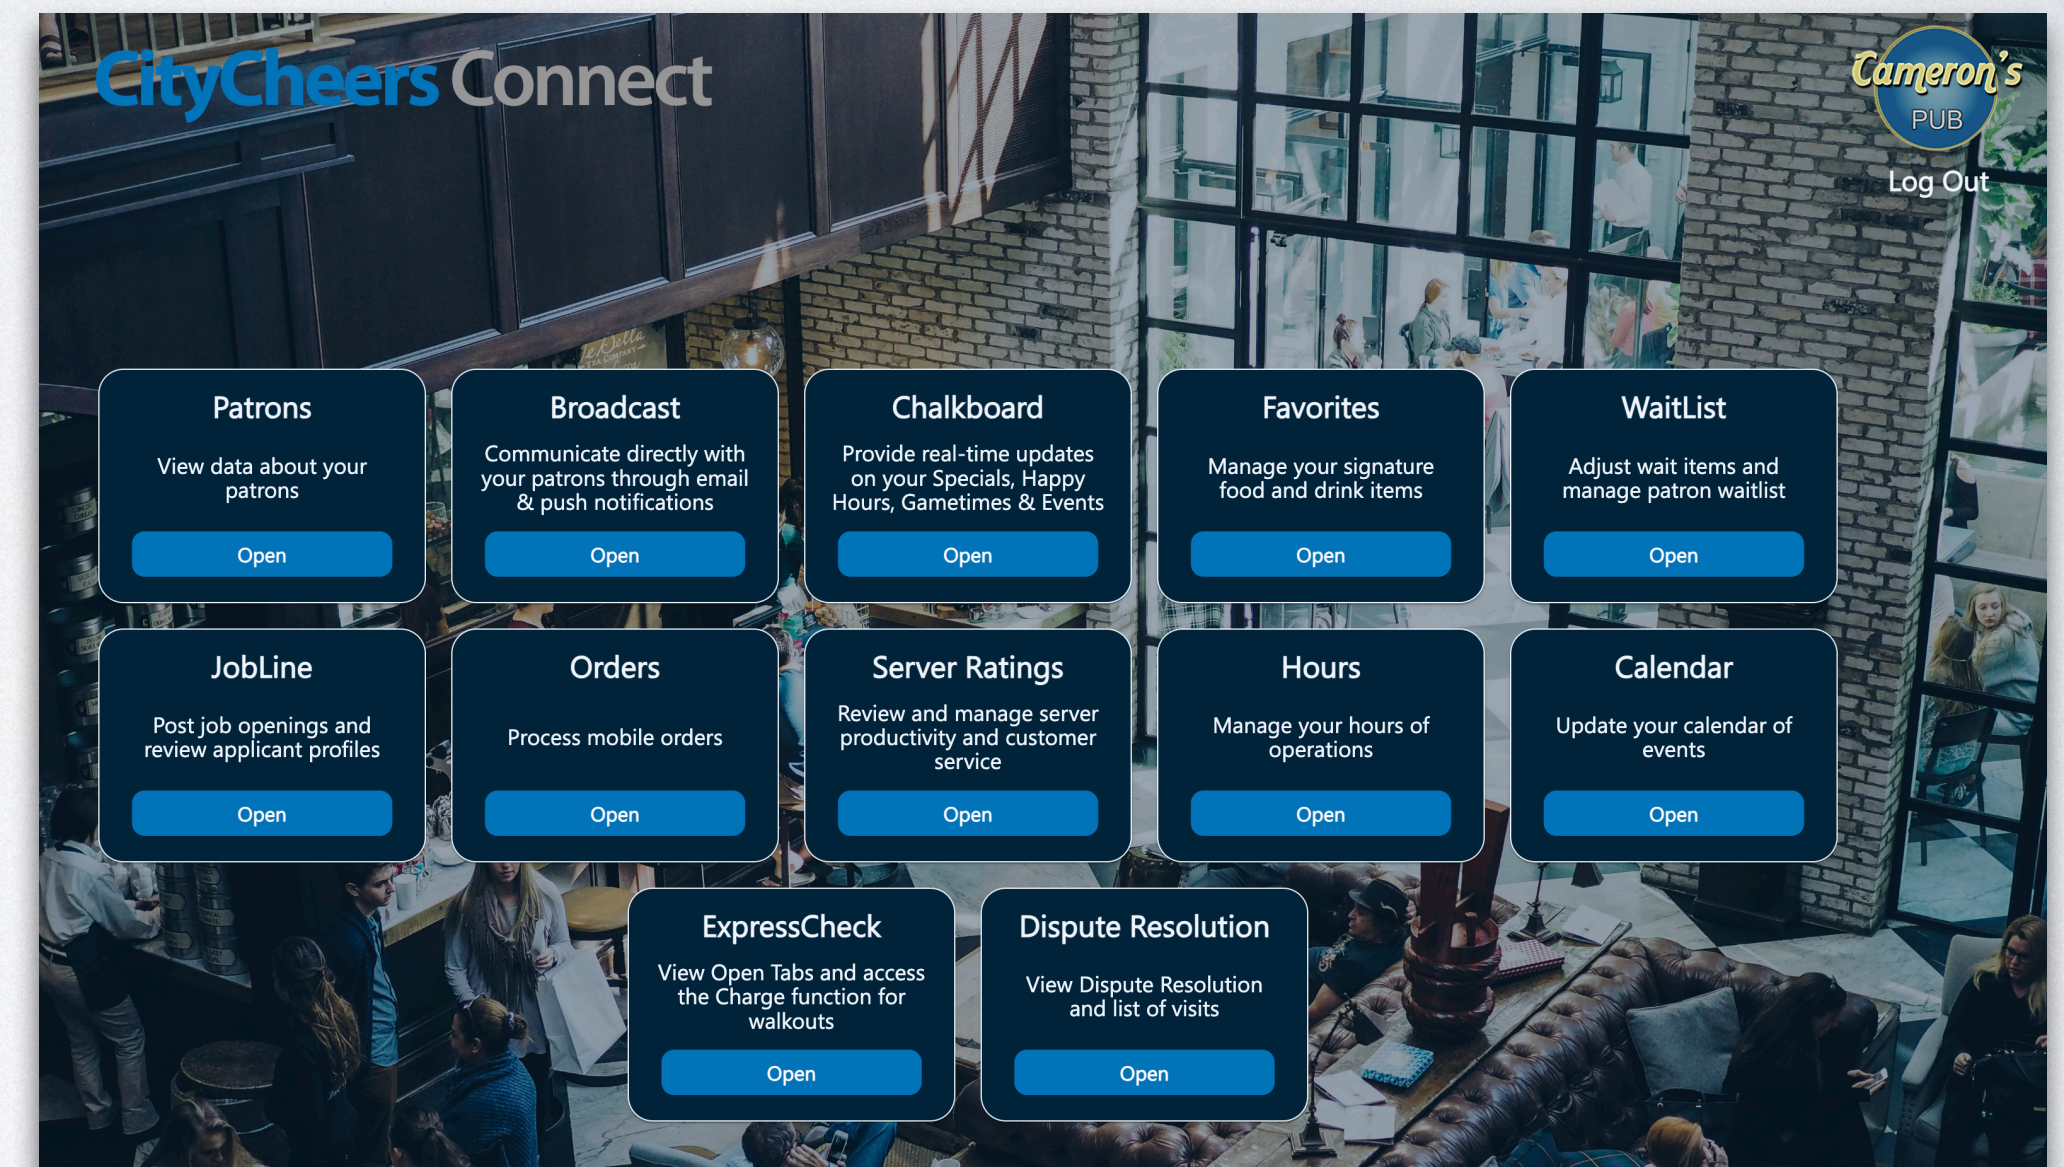 CityCheers Connect
Cameron's
PUB
Log Out
Patrons
View data about your
patrons
Open
Broadcast
Communicate directly with
your patrons through email
& push notifications
Open
Chalkboard
Provide real-time updates
on your Specials, Happy
Hours, Gametimes & Events
Open
Favorites
Manage your signature
food and drink items
Open
WaitList
Adjust wait items and
manage patron waitlist
Open
JobLine
Post job openings and
review applicant profiles
Open
Orders
Process mobile orders
Open
Server Ratings
Review and manage server
productivity and customer
service
Open
Hours
Manage your hours of
operations
Open
Calendar
Update your calendar of
events
Open
ExpressCheck
View Open Tabs and access
the Charge function for
walkouts
Open
Dispute Resolution
View Dispute Resolution
and list of visits
Open